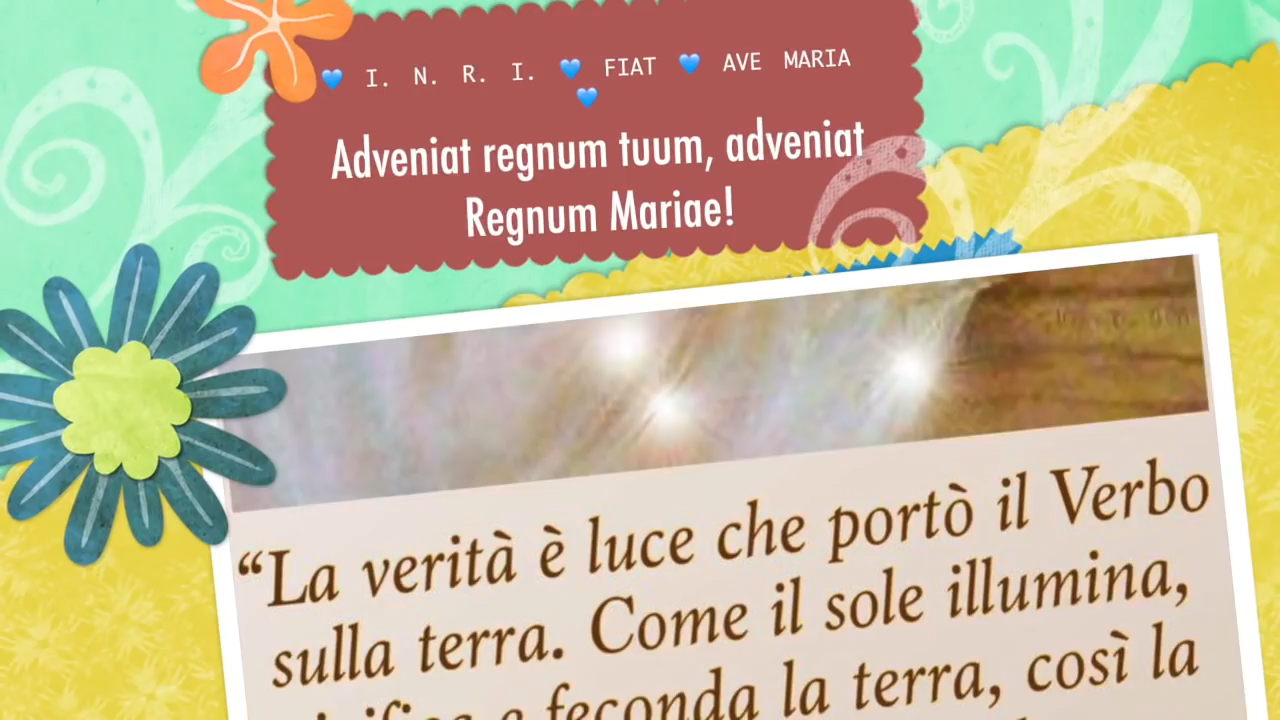 💙 I. N. R. I. 💙 FIAT 💙 AVE MARIA
💙
Adveniat regnum tuum, adveniat
Regnum Mariae!
“La verità è luce che portò il Verbo
sulla terra. Come il sole illumina,
e feconda la terra, così la